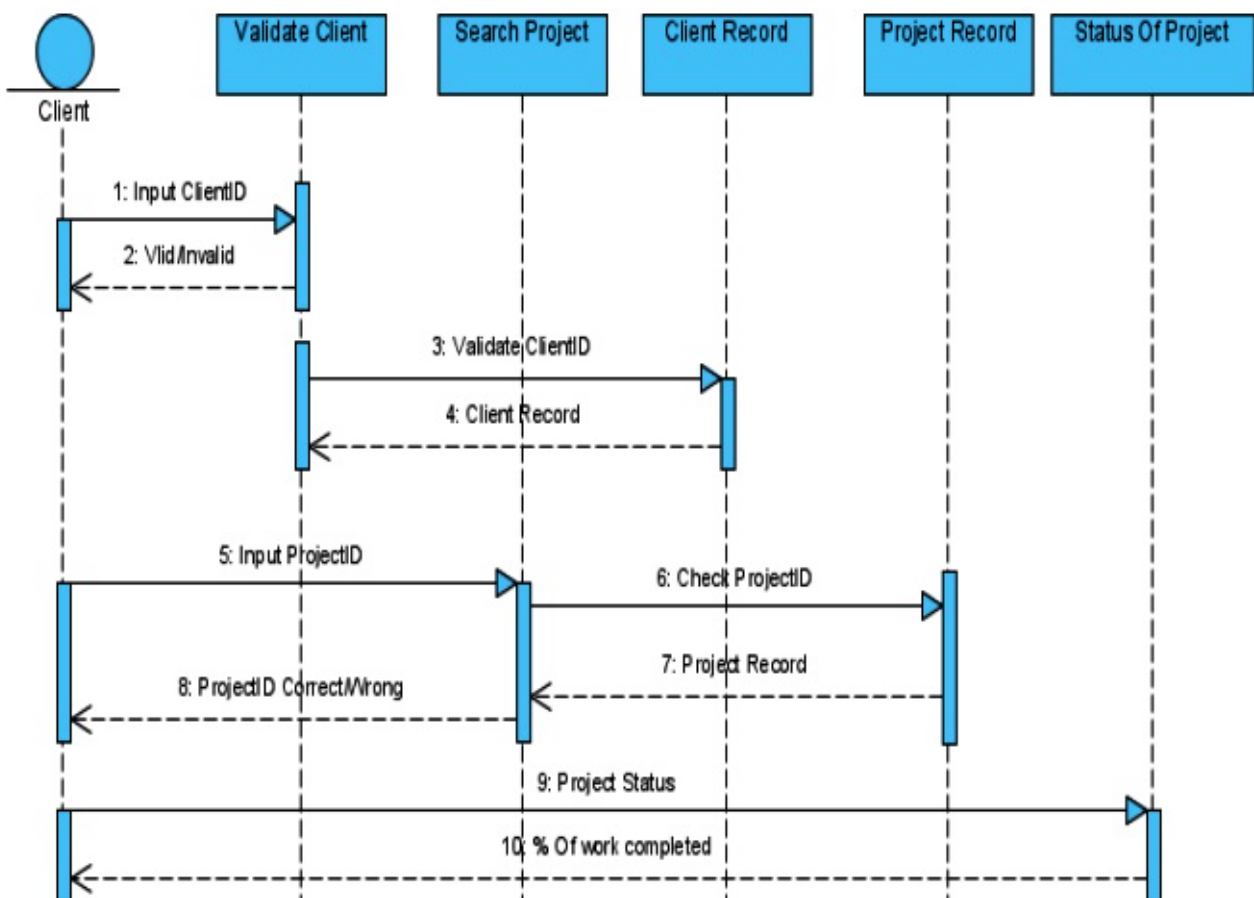 Validate Client
Search Project
Client Record
Project Record
Status Of Project
Client
1: Input ClientID
2: Vlid/Invalid
3: Validate ClientID
4: Client Record
5: Input ProjectID
6: Check ProjectID
7: Project Record
8: ProjectID Correct/Wrong
9: Project Status
10: % Of work completed